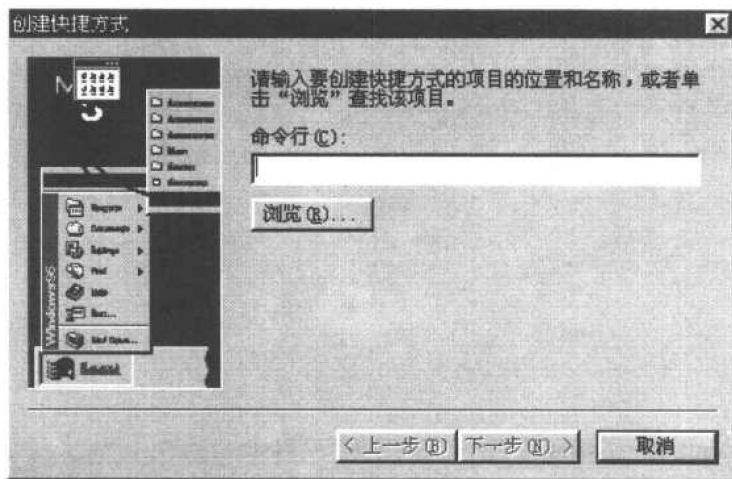 创建快捷方式
请输入要创建快捷方式的项目的位置和名称，或者单
击“浏览”查找该项目。
命令行(C):
浏览(R)...
Help
Run...
< 上一步(B)
下一步(N) >
取消